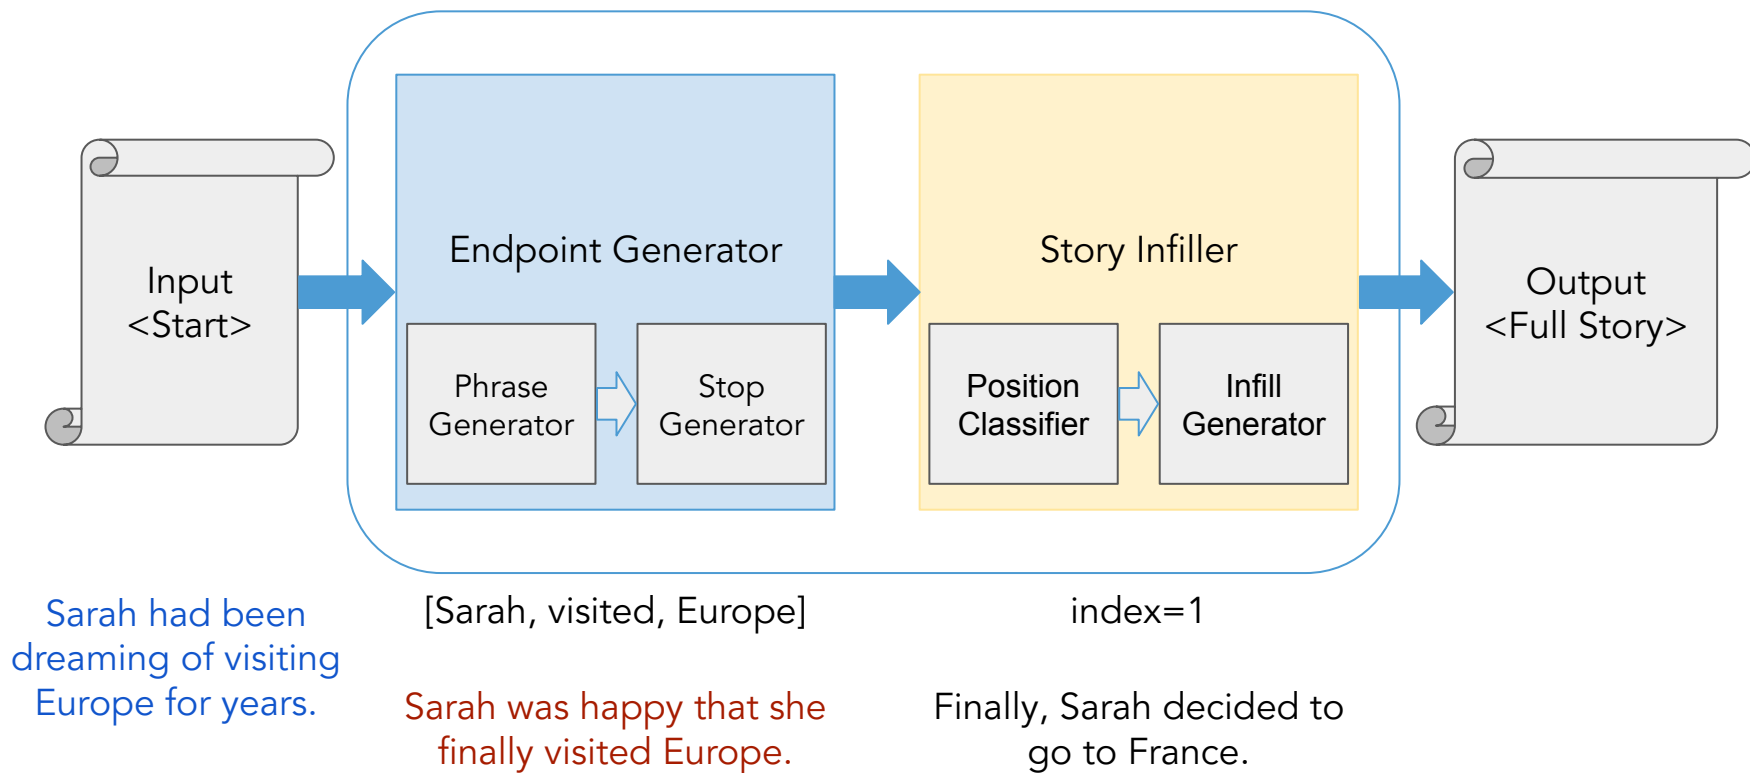 Input
<Start>
Endpoint Generator
Phrase
Generator
Stop
Generator
Story Infiller
Position
Classifier
Infill
Generator
Output
<Full Story>
Sarah had been
dreaming of visiting
Europe for years.
[Sarah, visited, Europe]
Sarah was happy that she
finally visited Europe.
index=1
Finally, Sarah decided to
go to France.